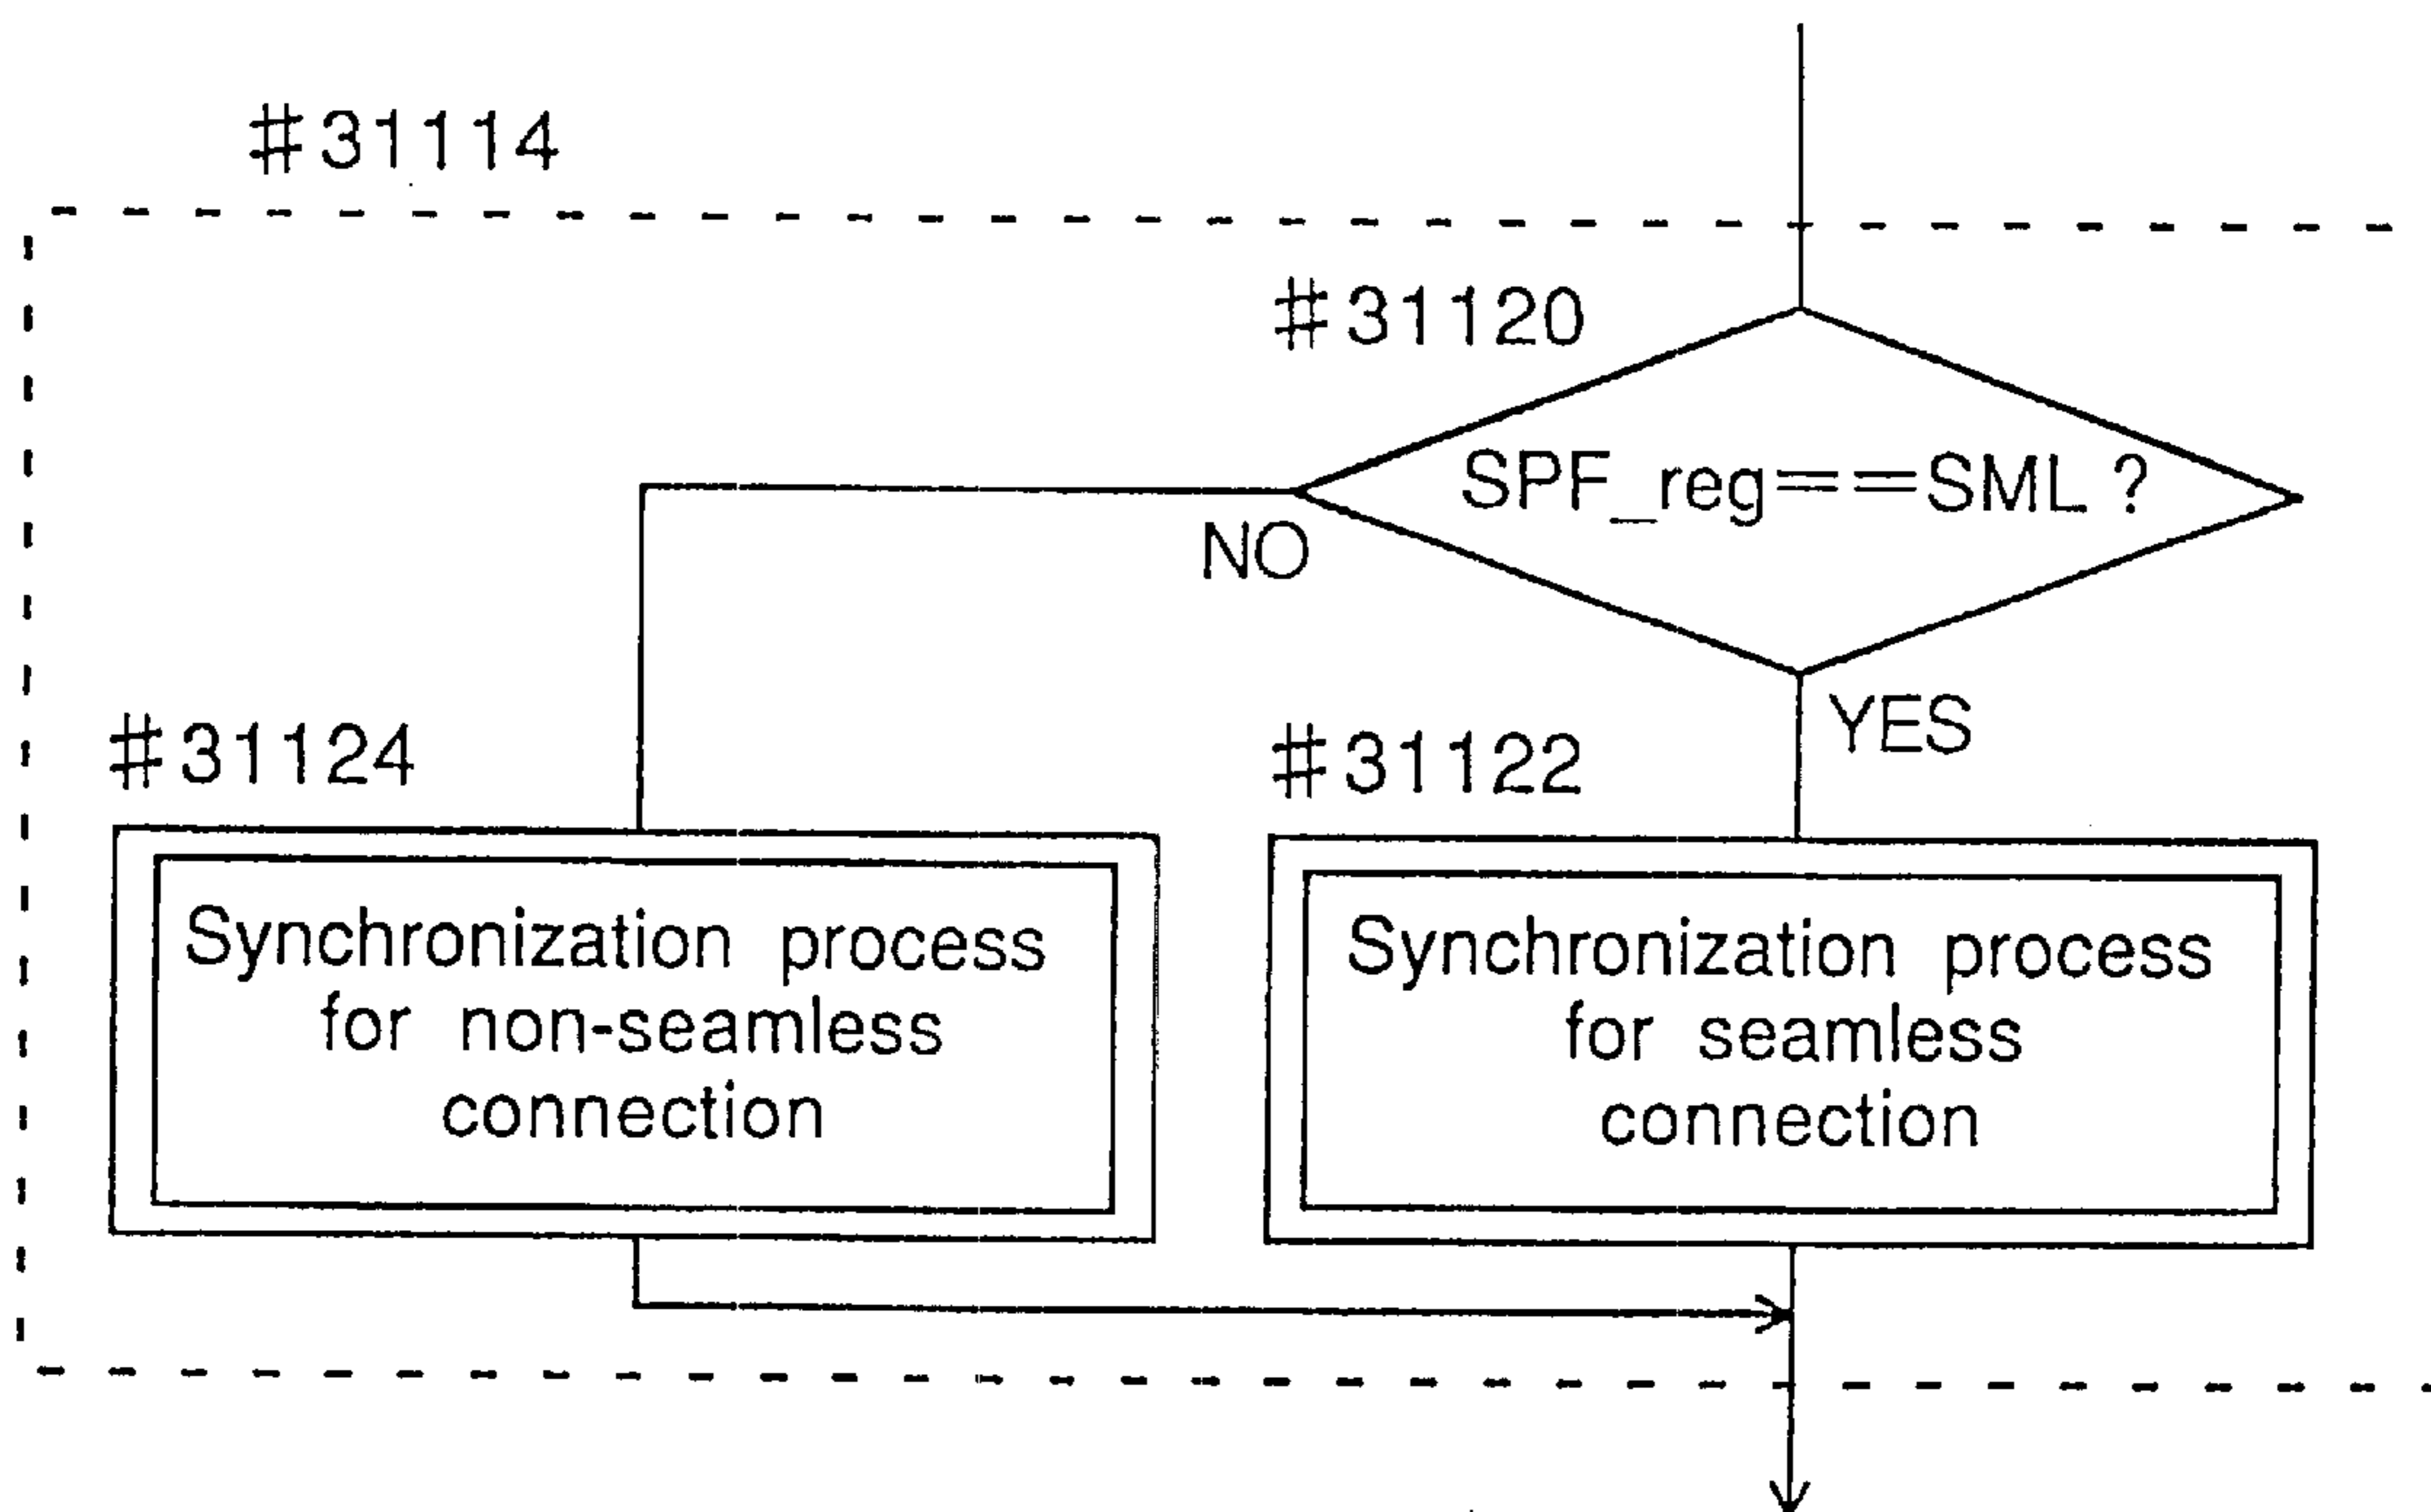 #31114
#31120
SPF_reg==SML ?
NO
YES
#31124
#31122
Synchronization process
for non-seamless
connection
Synchronization process
for seamless
connection